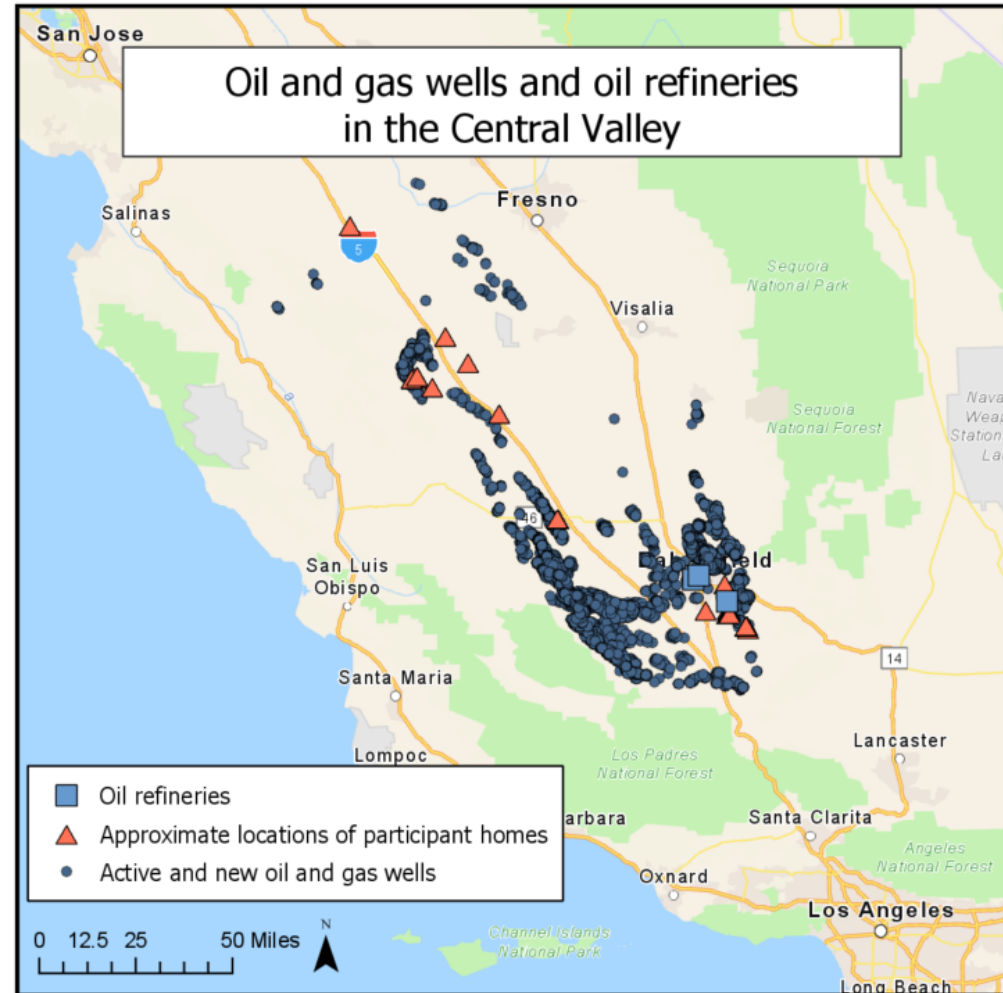 San Jose
Oil and gas wells and oil refineries
in the Central Valley
Fresno
Salinas
5
Sequoia
National Park
Visalia
Sequoia
National Forest
Station
46
San Luis
Obispo
14
Santa Maria
Lancaster
Los Padres
National Forest
Lompoc
Oil refineries
Approximate locations of participant homes
Active and new oil and gas wells
arbara
Santa Clarita
Angeles
National Forest
Oxnard
Los Angeles
0 12.5 25 50 Miles
N
Channel Islands
National Park
Long Beach